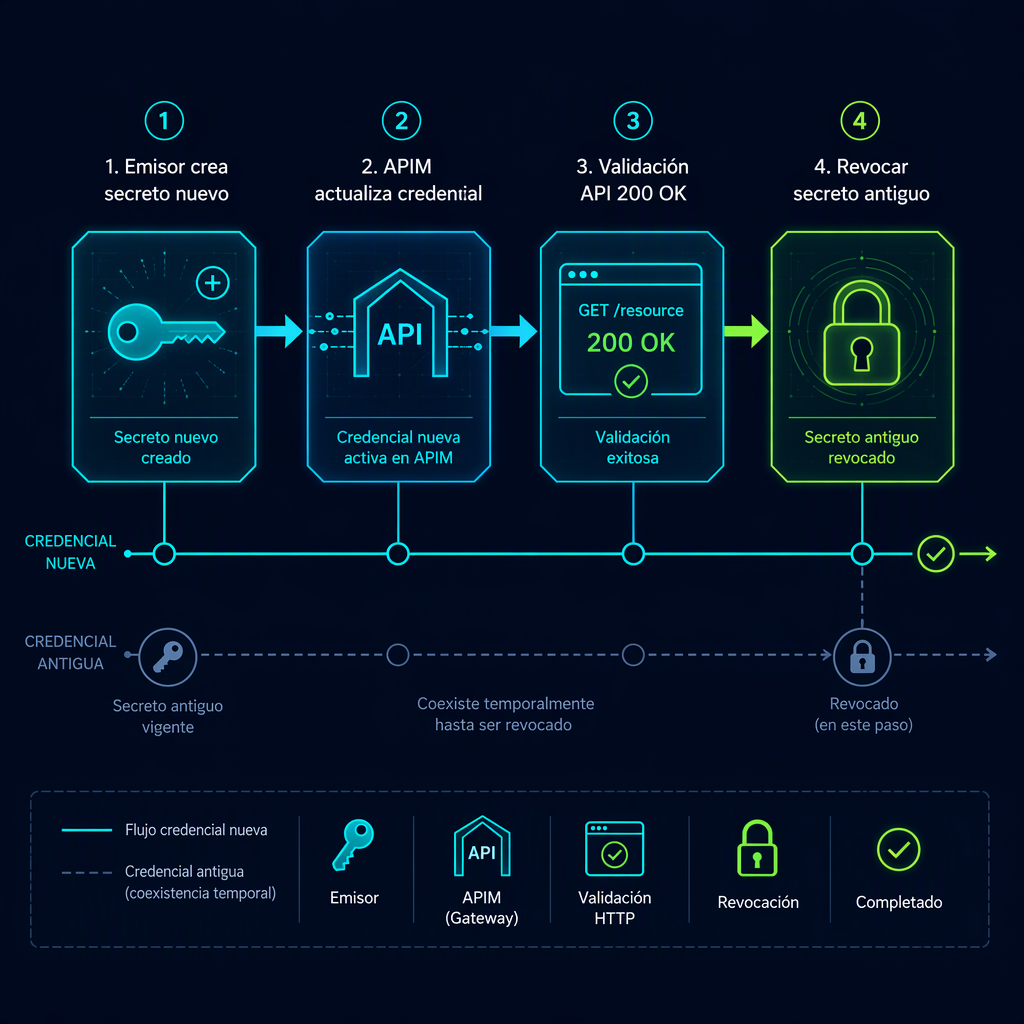 1
2
3
4
1. Emisor crea
secreto nuevo
2. APIM
actualiza credential
3. Validación
API 200 OK
4. Revocar
secreto antiguo
API
GET /resource
200 OK
Secreto nuevo
creado
Credencial nueva
activa en APIM
Validación
exitosa
Secreto antiguo
revocado
CREDENCIAL
NUEVA
CREDENCIAL
ANTIGUA
Secreto antiguo
vigente
Coexiste temporalmente
hasta ser revocado
Revocado
(en este paso)
Flujo credencial nueva
Credencial antigua
(coexistencia temporal)
Emisor
API
APIM
(Gateway)
Validación
HTTP
Revocación
Completado